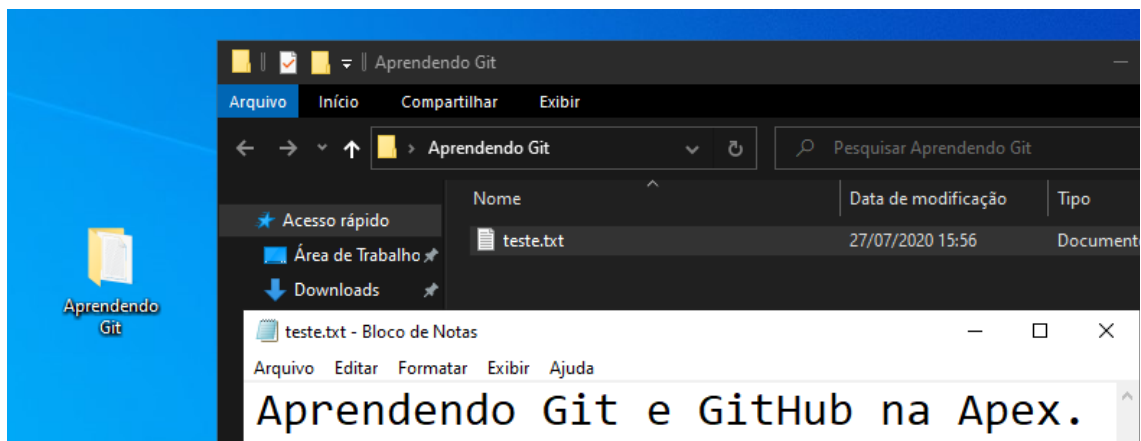 Aprendendo Git
Arquivo Início Compartilhar Exibir
Aprendendo Git
Pesquisar Aprendendo Git
Nome Data de modificação Tipo
Acesso rápido
teste.txt 27/07/2020 15:56 Document
Área de Trabalho
Downloads
Aprendendo
Git
teste.txt - Bloco de Notas
Arquivo Editar Formatar Exibir Ajuda
Aprendendo Git e GitHub na Apex.